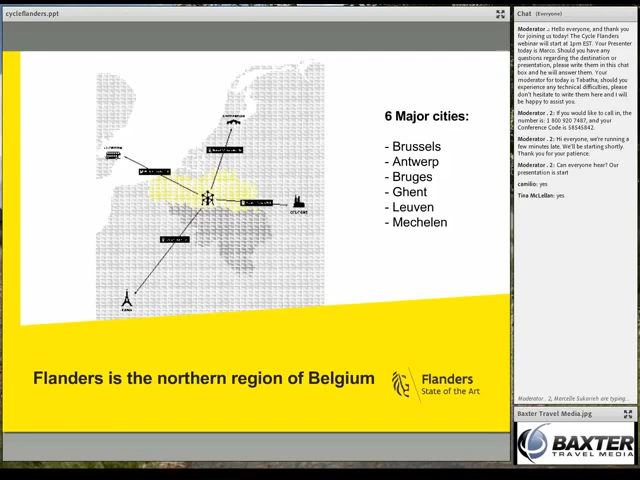 cycleflanders.ppt
6 Major cities:
- Brussels
- Antwerp
- Bruges
- Ghent
- Leuven
- Mechelen
Flanders is the northern region of Belgium
Flanders
State of the Art
Chat (Everyone)
Moderator .: Hello everyone, and thank you
for joining us today! The Cycle Flanders
webinar will start at 1pm EST. Your Presenter
today is Marco. Should you have any
questions regarding the destination or
presentation, please write them in this chat
box and he will answer them. Your
moderator for today is Tabatha; should you
experience any technical difficulties, please
don't hesitate to write them here and I will
be happy to assist you.
Moderator . 2: If you would like to call in, the
number is: 1 800 920 7487, and your
Conference Code is 58545842.
Moderator . 2: Hi everyone, we're running a
few minutes late. We'll be starting shortly.
Thank you for your patience.
Moderator . 2: Can everyone hear? Our
presentation is start
camilio: yes
Tina McLellan: yes
Moderator . 2, Marcelle Sukarieh are typing...
Baxter Travel Media.jpg
BAXTER
TRAVEL MEDIA